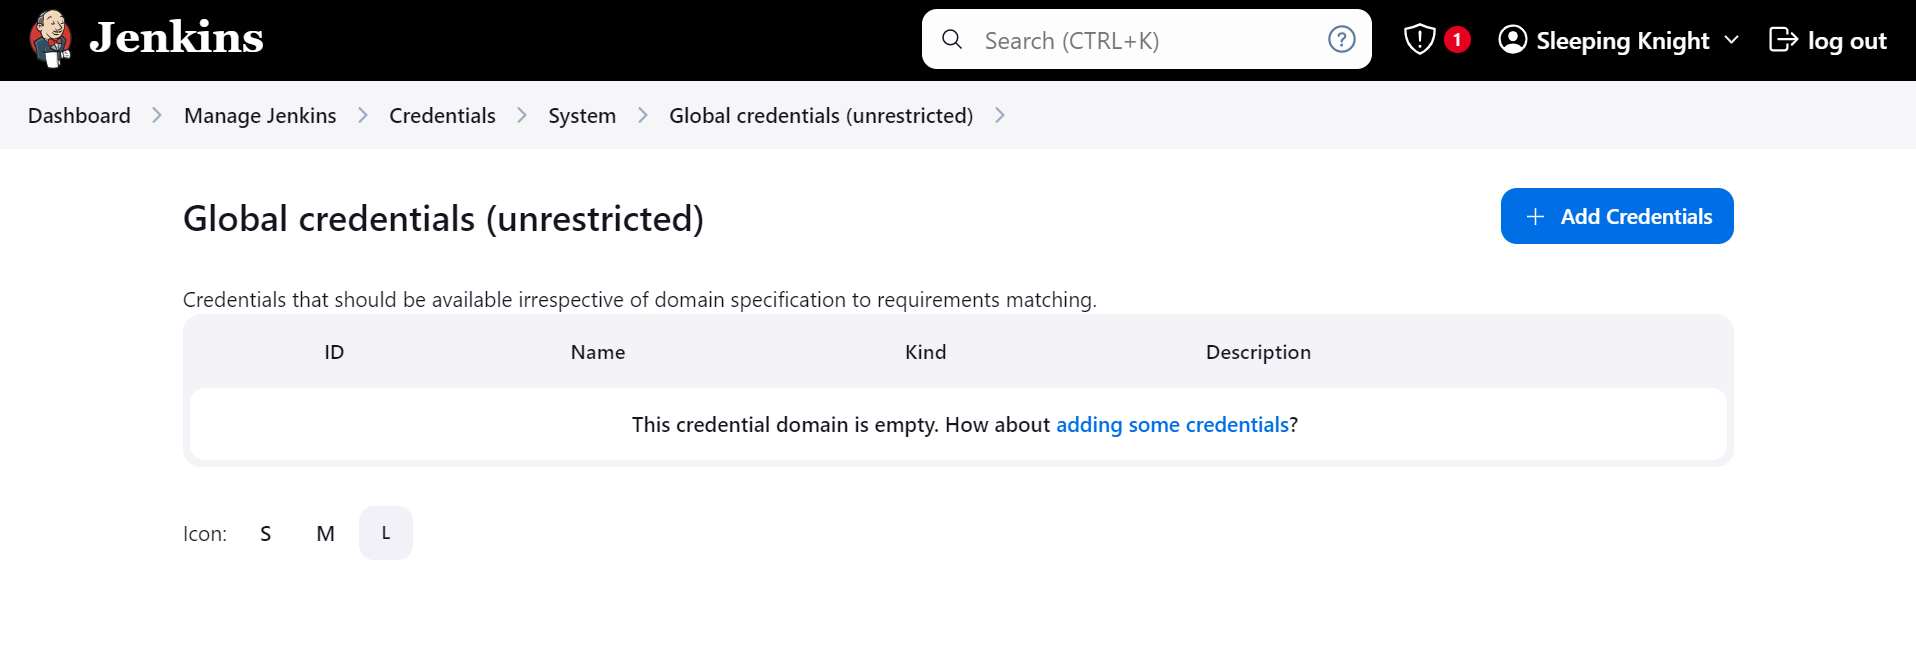 Jenkins
Search (CTRL+K)
?
1
Sleeping Knight
log out
Dashboard
Manage Jenkins
Credentials
System
Global credentials (unrestricted)
Global credentials (unrestricted)
+ Add Credentials
Credentials that should be available irrespective of domain specification to requirements matching.
ID Name Kind Description
This credential domain is empty. How about adding some credentials?
Icon: S M L